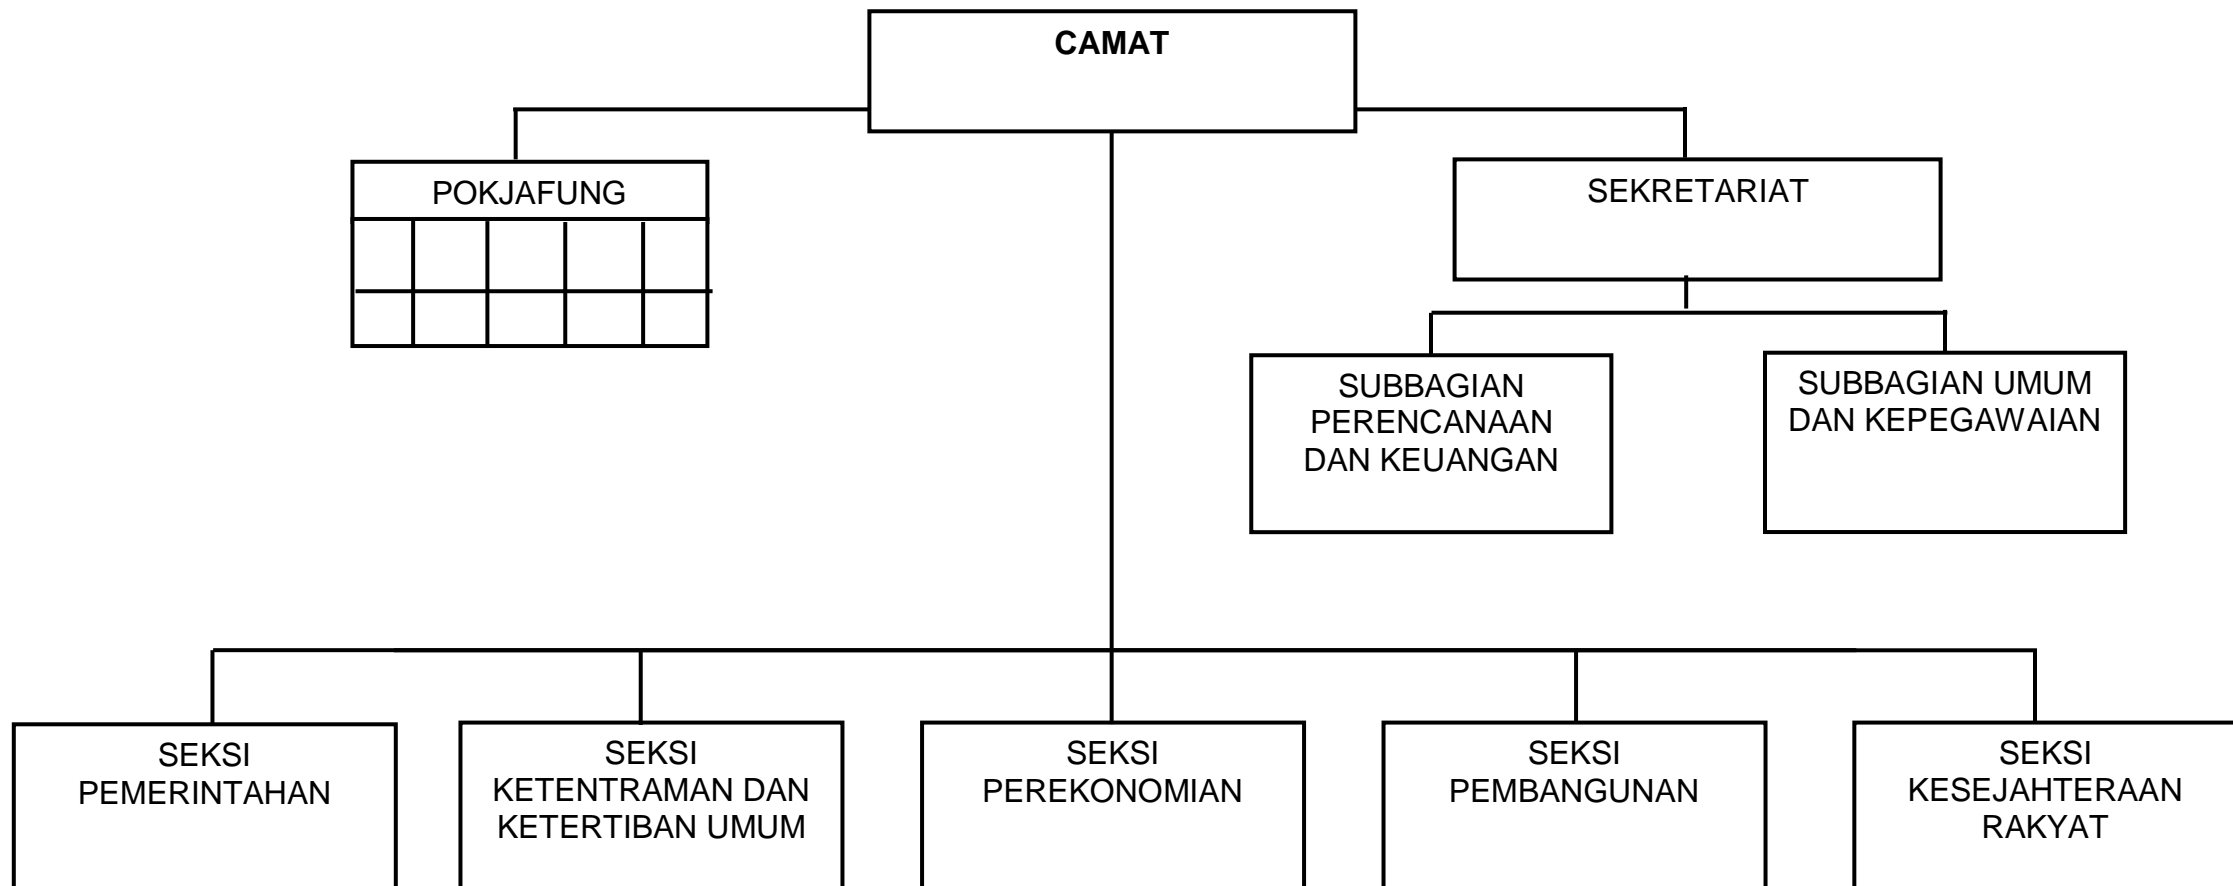 CAMAT
POKJAFUNG
SEKRETARIAT
SUBBAGIAN
PERENCANAAN
DAN KEUANGAN
SUBBAGIAN UMUM
DAN KEPEGAWAIAN
SEKSI
PEMERINTAHAN
SEKSI
KETENTRAMAN DAN
KETERTIBAN UMUM
SEKSI
PEREKONOMIAN
SEKSI
PEMBANGUNAN
SEKSI
KESEJAHTERAAN
RAKYAT